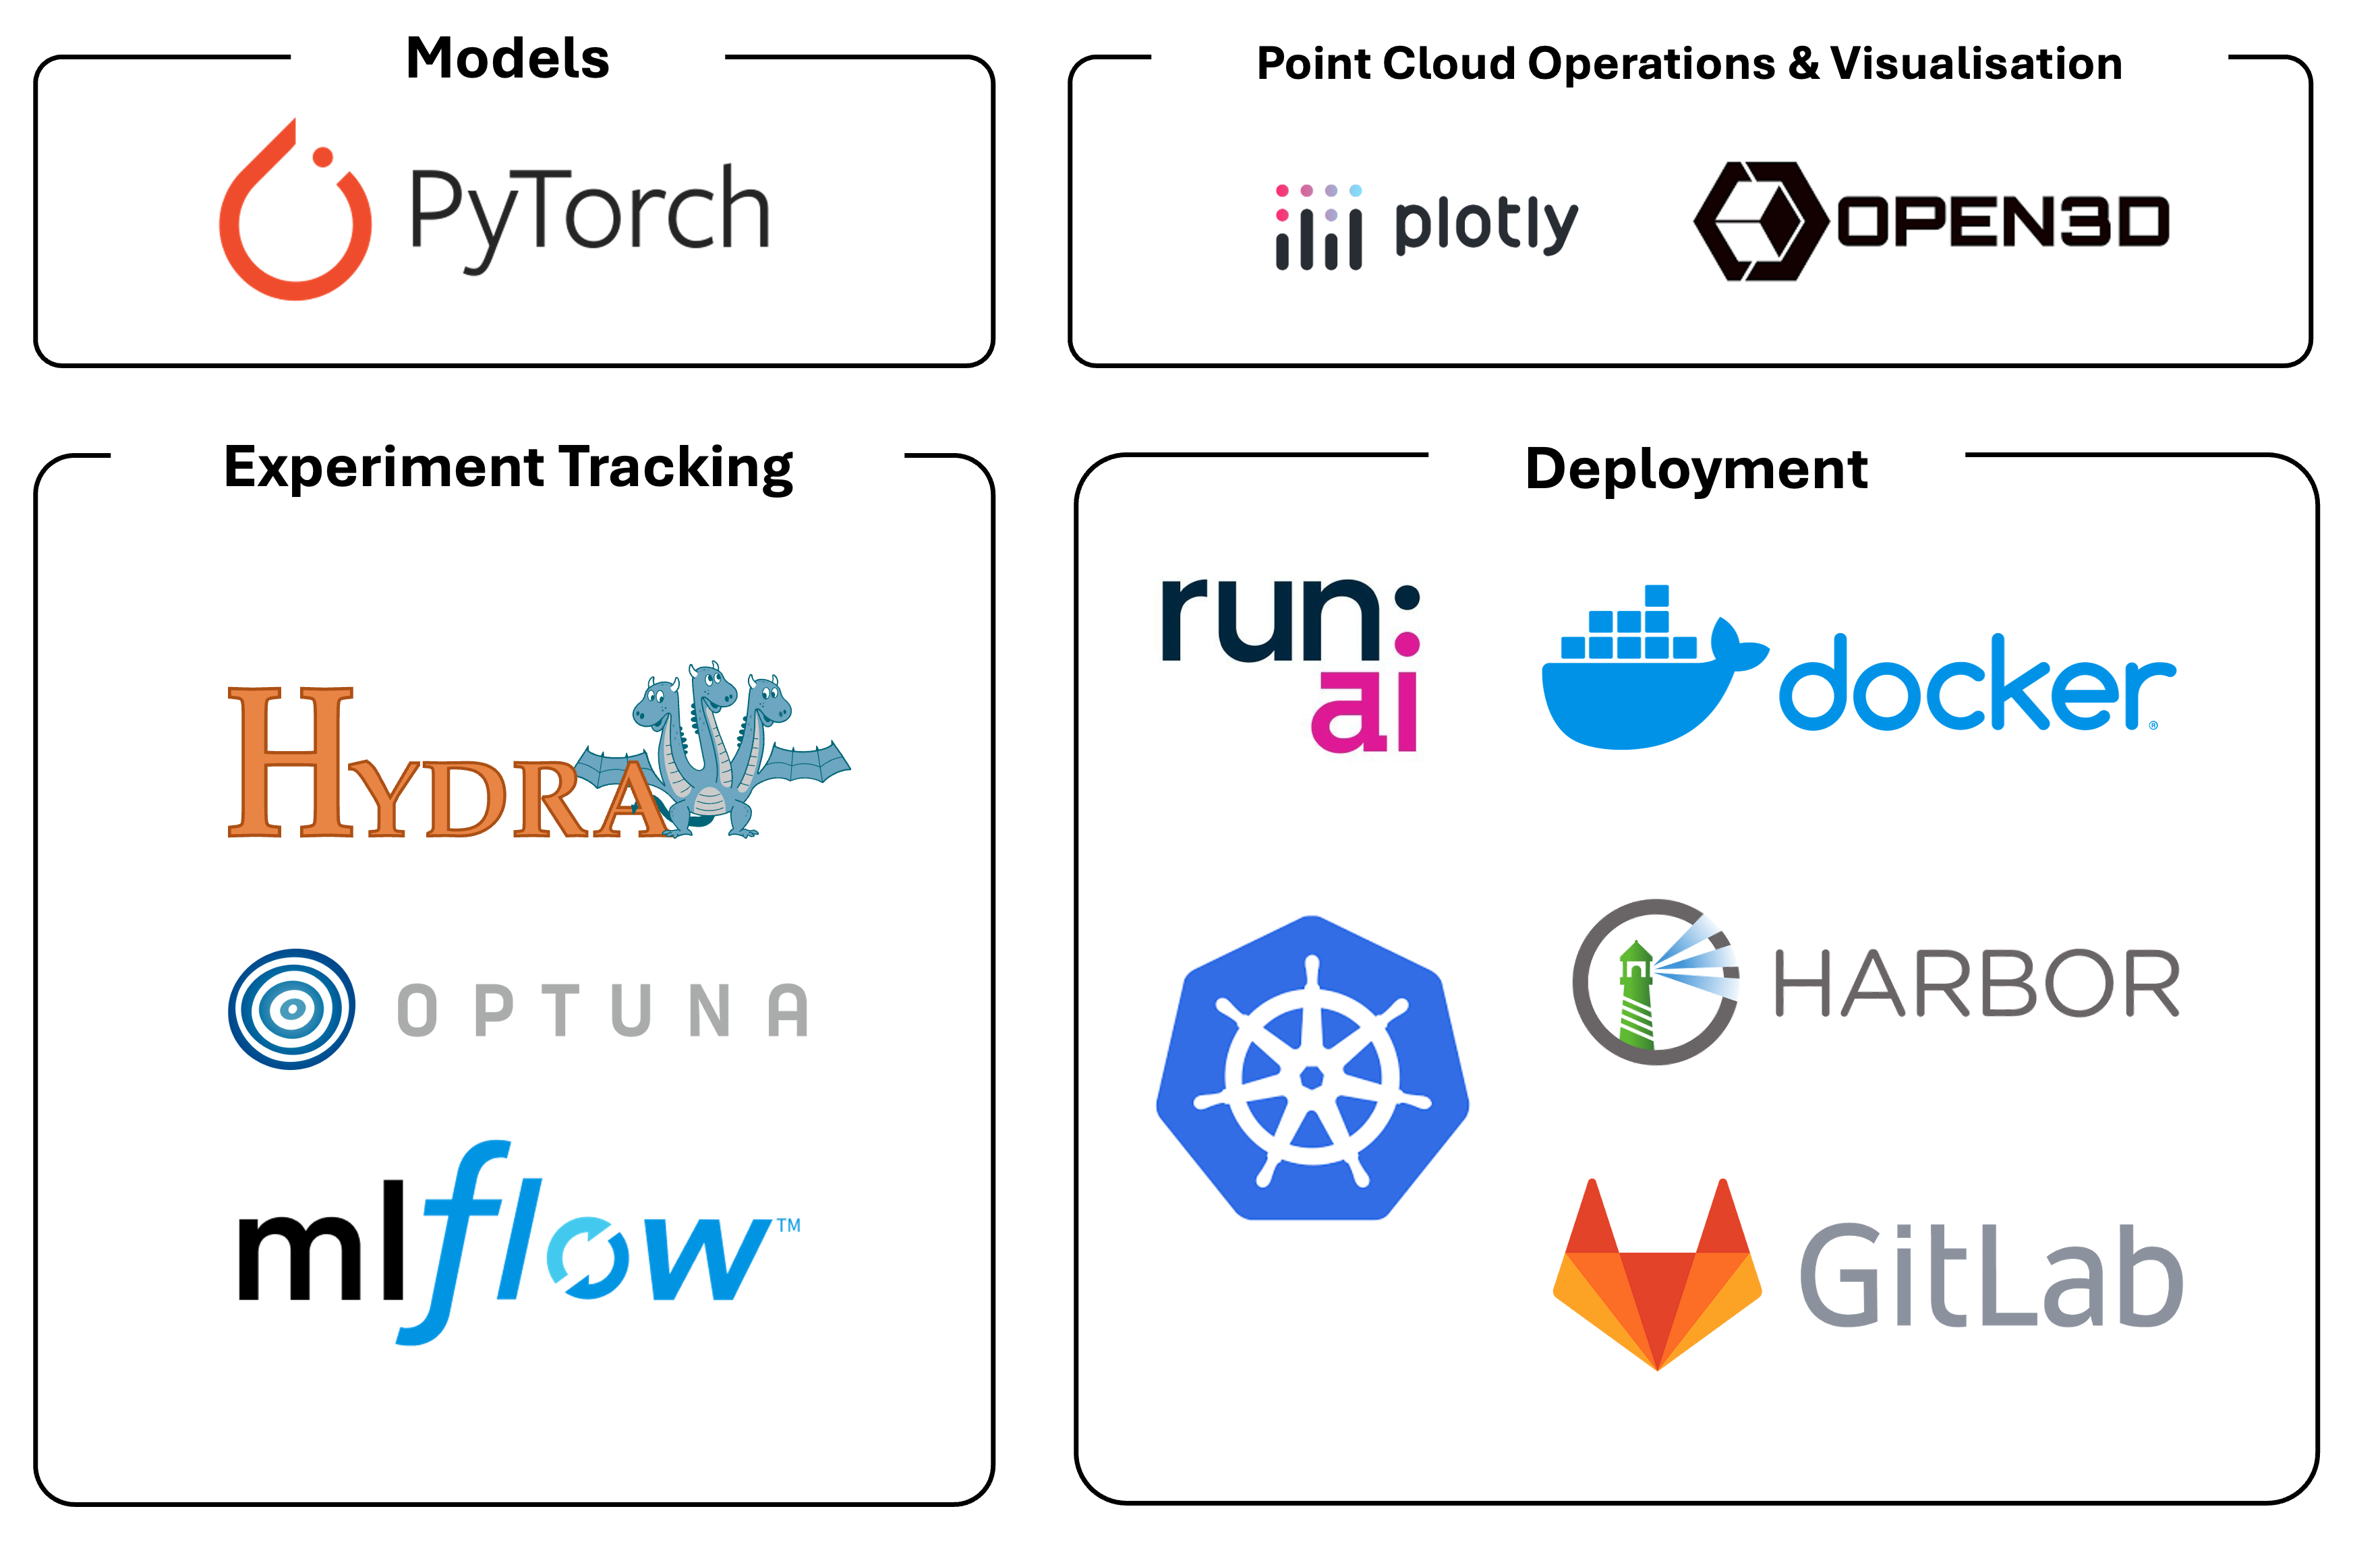 Models
PyTorch
Point Cloud Operations & Visualisation
plotly
OPEN3D
Experiment Tracking
HYDRA
OPTUNA
mlflow™
Deployment
run:
ai
docker®
HARBOR
GitLab